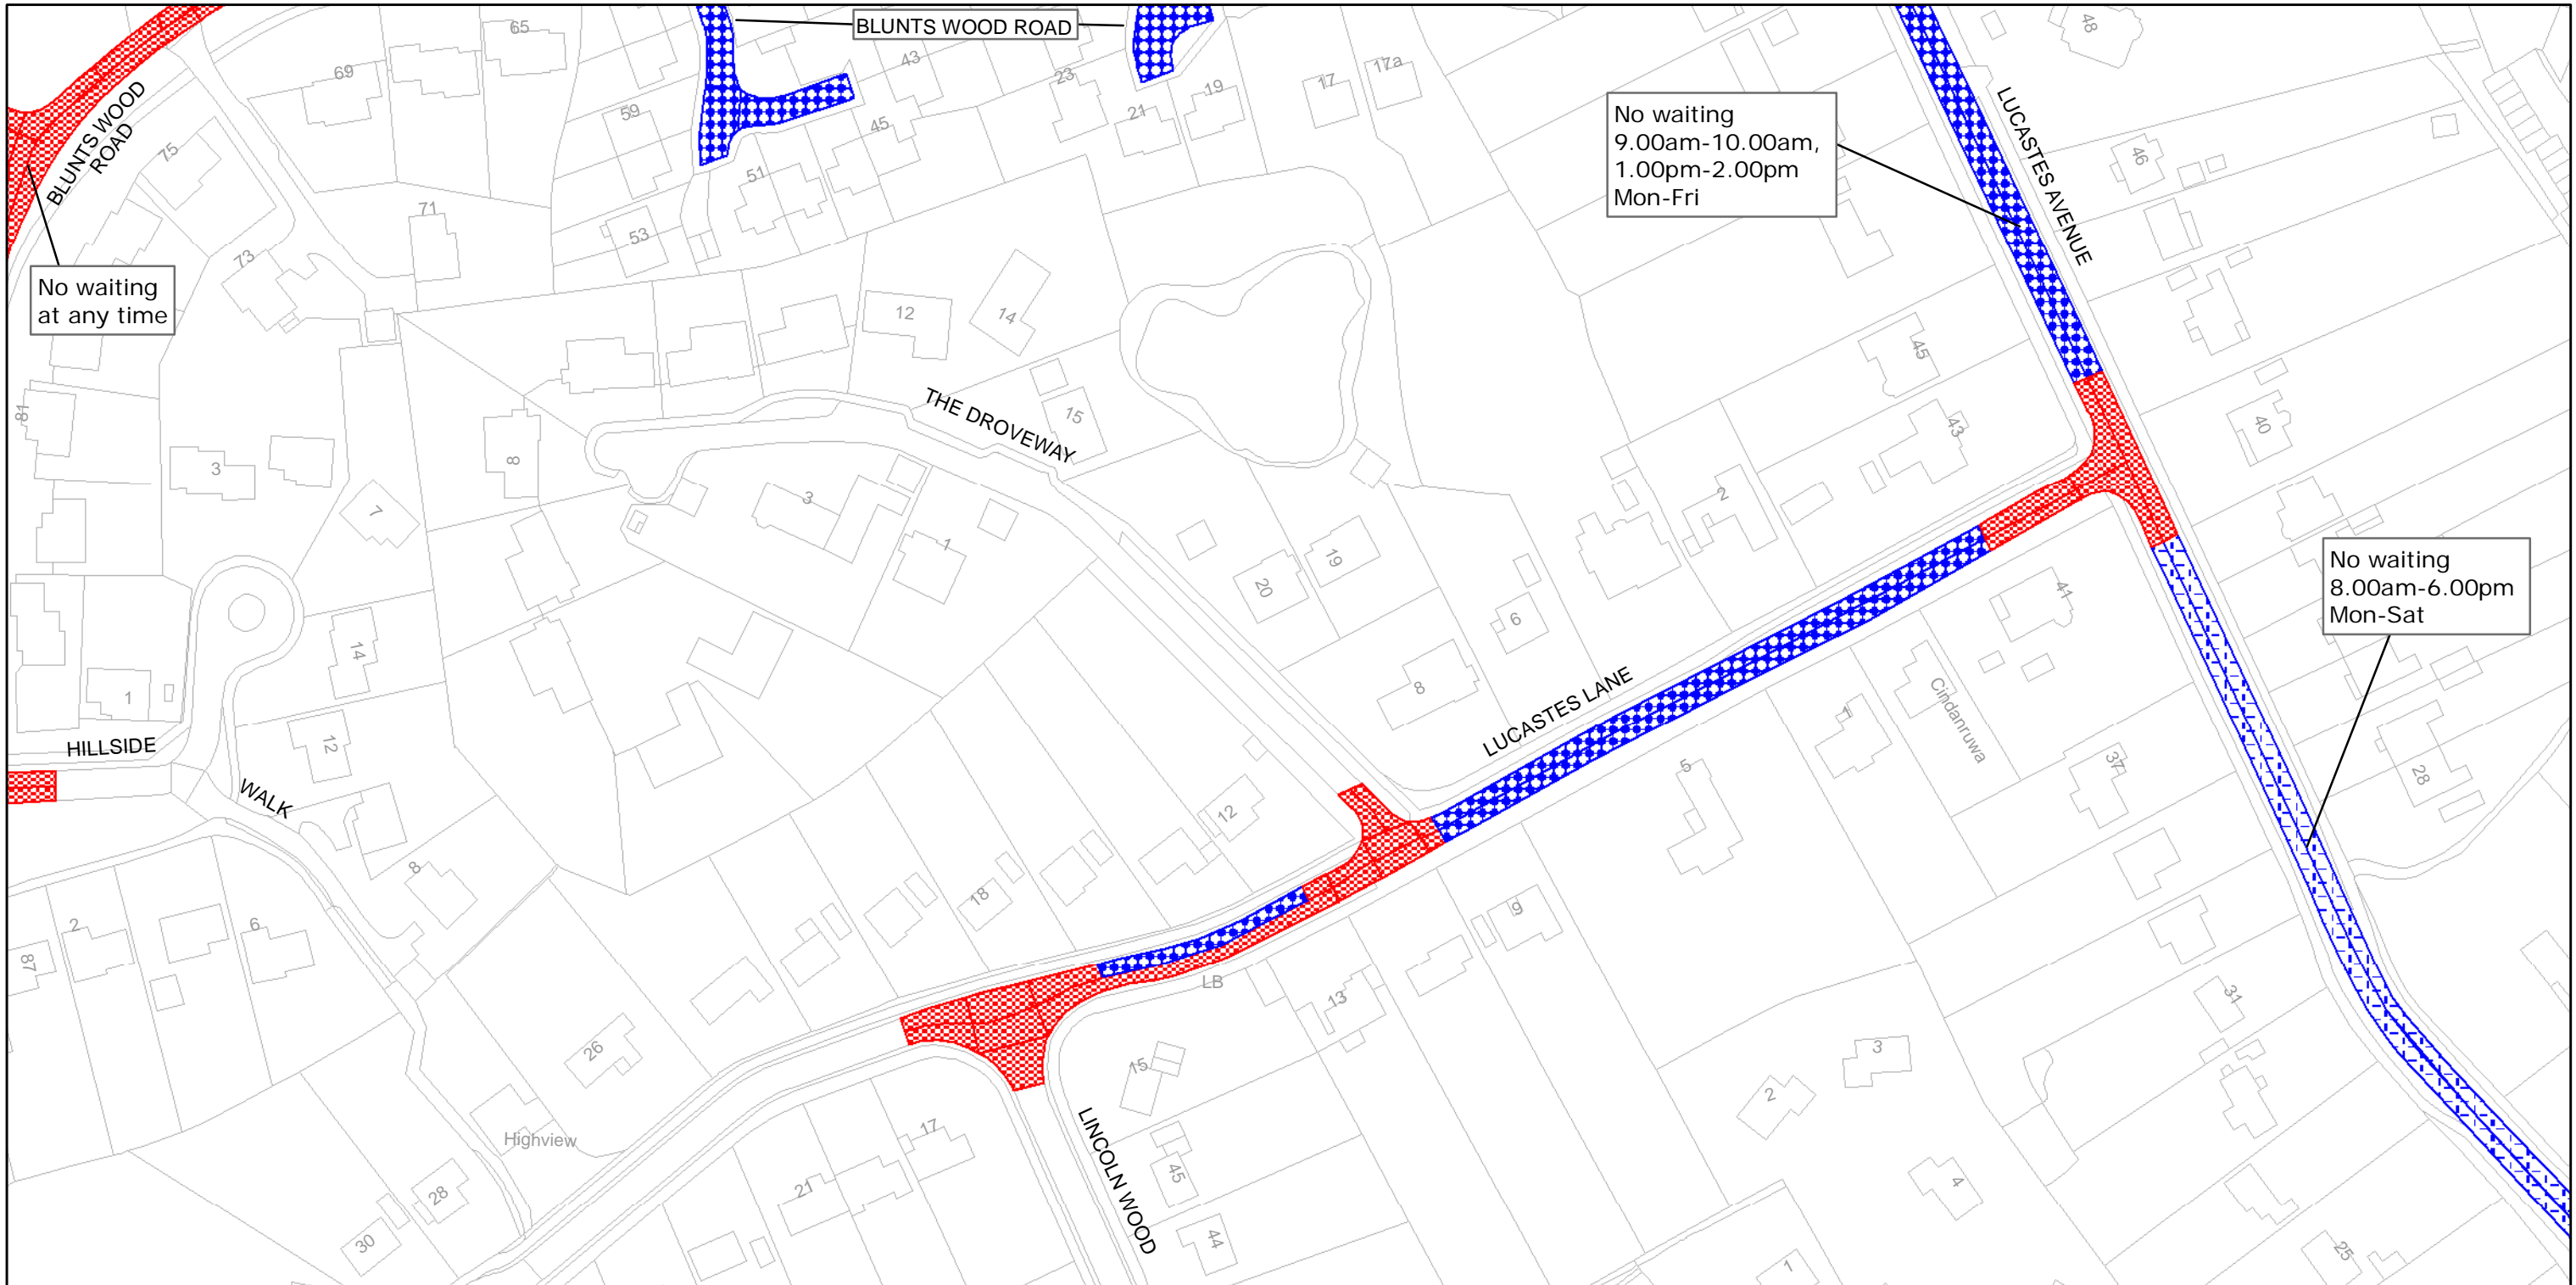 65
BLUNTS WOOD ROAD
48
69
43
23
17
17a
19
21
59
45
BLUNTS WOOD
ROAD
75
51
71
53
73
No waiting
at any time
No waiting
9.00am-10.00am,
1.00pm-2.00pm
Mon-Fri
LUCASTES AVENUE
46
12
14
45
81
THE DROVEWAY
15
43
40
3
8
7
3
1
2
19
20
6
41
No waiting
8.00am-6.00pm
Mon-Sat
14
1
12
HILLSIDE
WALK
8
LUCASTES LANE
1
Cindanruwa
5
37
28
12
8
18
2
6
87
9
LB
13
31
26
15
3
2
Highview
17
LINCOLN WOOD
45
21
28
30
44
4
25
1